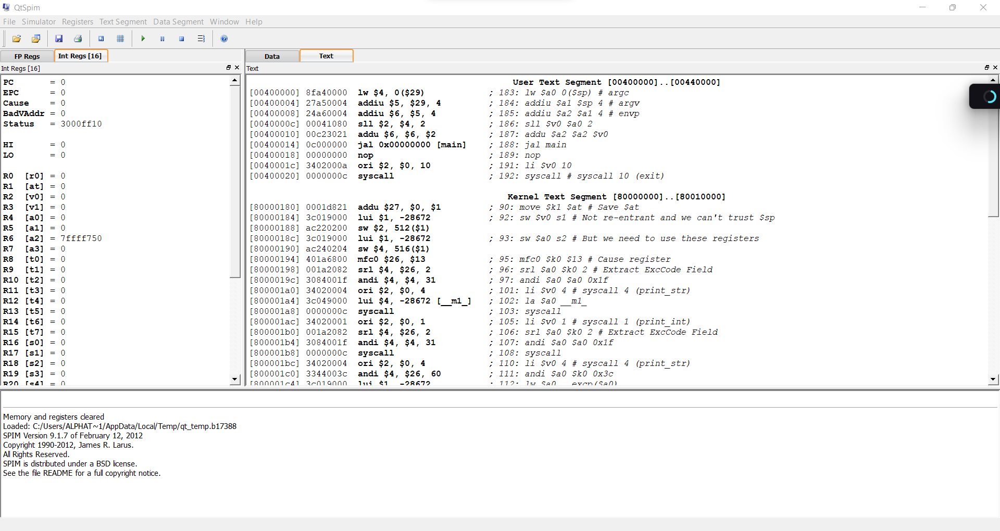 QtSpim
File Simulator Registers Text Segment Data Segment Window Help
FP Regs Int Regs [16]
Int Regs [16]
PC = 0
EPC = 0
Cause = 0
BadVAddr = 0
Status = 3000ff10
HI = 0
LO = 0
R0 [r0] = 0
R1 [at] = 0
R2 [v0] = 0
R3 [v1] = 0
R4 [a0] = 0
R5 [a1] = 0
R6 [a2] = 7ffff750
R7 [a3] = 0
R8 [t0] = 0
R9 [t1] = 0
R10 [t2] = 0
R11 [t3] = 0
R12 [t4] = 0
R13 [t5] = 0
R14 [t6] = 0
R15 [t7] = 0
R16 [s0] = 0
R17 [s1] = 0
R18 [s2] = 0
R19 [s3] = 0
R20 [s4] = 0
Data Text
Text
User Text Segment [00400000]..[00440000]
[00400000] 8fa40000 lw $4, 0($29) ; 183: lw $a0 0($sp) # argc
[00400004] 27a50004 addiu $5, $29, 4 ; 184: addiu $a1 $sp 4 # argv
[00400008] 24a60004 addiu $6, $5, 4 ; 185: addiu $a2 $a1 4 # envp
[0040000c] 00041080 sll $2, $4, 2 ; 186: sll $v0 $a0 2
[00400010] 00c23021 addu $6, $6, $2 ; 187: addu $a2 $a2 $v0
[00400014] 0c000000 jal 0x00000000 [main] ; 188: jal main
[00400018] 00000000 nop ; 189: nop
[0040001c] 3402000a ori $2, $0, 10 ; 191: li $v0 10
[00400020] 0000000c syscall ; 192: syscall # syscall 10 (exit)
Kernel Text Segment [80000000]..[80010000]
[80000180] 0001d821 addu $27, $0, $1 ; 90: move $k1 $at # Save $at
[80000184] 3c019000 lui $1, -28672 ; 92: sw $v0 s1 # Not re-entrant and we can't trust $sp
[80000188] ac220200 sw $2, 512($1)
[8000018c] 3c019000 lui $1, -28672 ; 93: sw $a0 s2 # But we need to use these registers
[80000190] ac240204 sw $4, 516($1)
[80000194] 401a6800 mfc0 $26, $13 ; 95: mfc0 $k0 $13 # Cause register
[80000198] 001a2082 srl $4, $26, 2 ; 96: srl $a0 $k0 2 # Extract ExcCode Field
[8000019c] 3084001f andi $4, $4, 31 ; 97: andi $a0 $a0 0x1f
[800001a0] 34020004 ori $2, $0, 4 ; 101: li $v0 4 # syscall 4 (print_str)
[800001a4] 3c049000 lui $4, -28672 [__m1_] ; 102: la $a0 __m1_
[800001a8] 0000000c syscall ; 103: syscall
[800001ac] 34020001 ori $2, $0, 1 ; 105: li $v0 1 # syscall 1 (print_int)
[800001b0] 001a2082 srl $4, $26, 2 ; 106: srl $a0 $k0 2 # Extract ExcCode Field
[800001b4] 3084001f andi $4, $4, 31 ; 107: andi $a0 $a0 0x1f
[800001b8] 0000000c syscall ; 108: syscall
[800001bc] 34020004 ori $2, $0, 4 ; 110: li $v0 4 # syscall 4 (print_str)
[800001c0] 3344003c andi $4, $26, 60 ; 111: andi $a0 $k0 0x3c
[800001c4] 3c019000 lui $1, -28672 ; 112: lw $a0 __excp($a0)
Memory and registers cleared
Loaded: C:/Users/ALPHAT~1/AppData/Local/Temp/qt_temp.b17388
SPIM Version 9.1.7 of February 12, 2012
Copyright 1990-2012, James R. Larus.
All Rights Reserved.
SPIM is distributed under a BSD license.
See the file README for a full copyright notice.